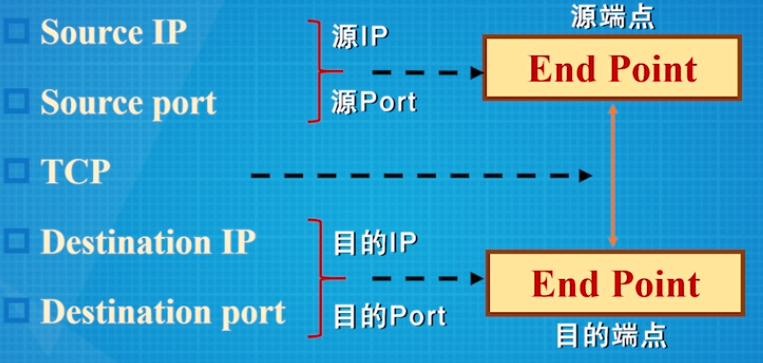 源端点
Source IP
源IP
End Point
Source port
源Port
TCP
Destination IP
目的IP
End Point
Destination port
目的Port
目的端点